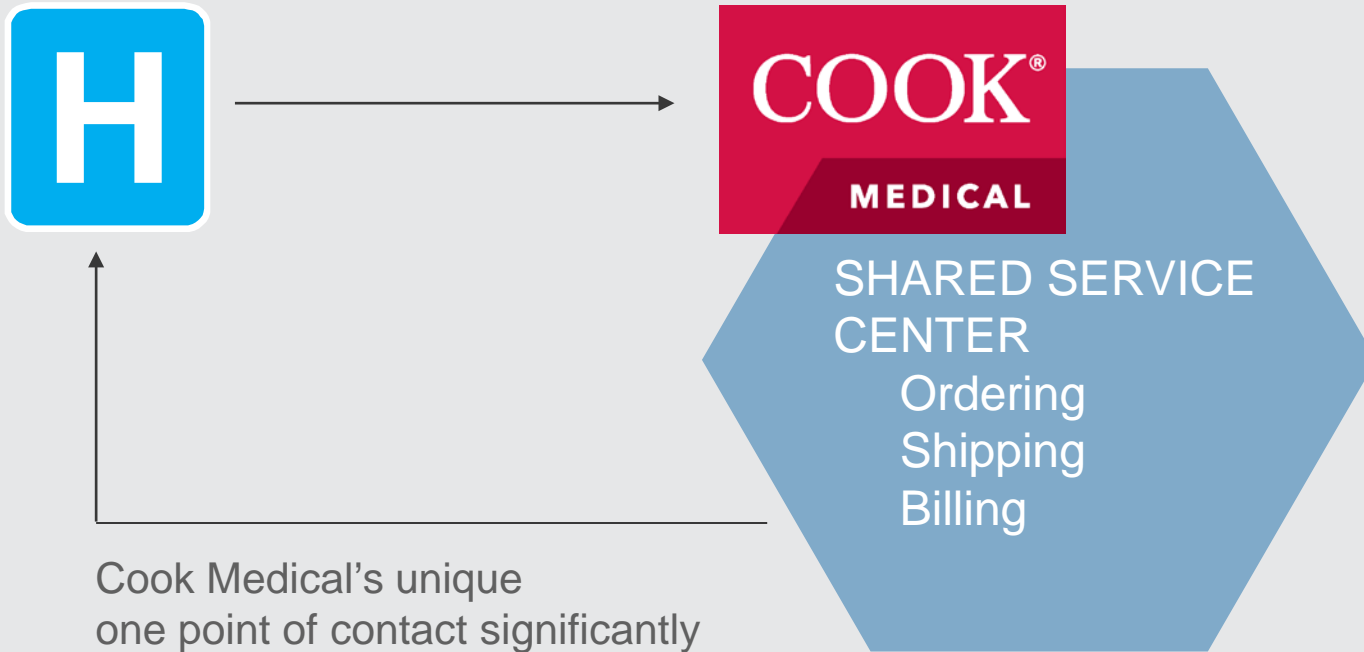 H
COOK®
MEDICAL
SHARED SERVICE
CENTER
Ordering
Shipping
Billing
Cook Medical’s unique
one point of contact significantly